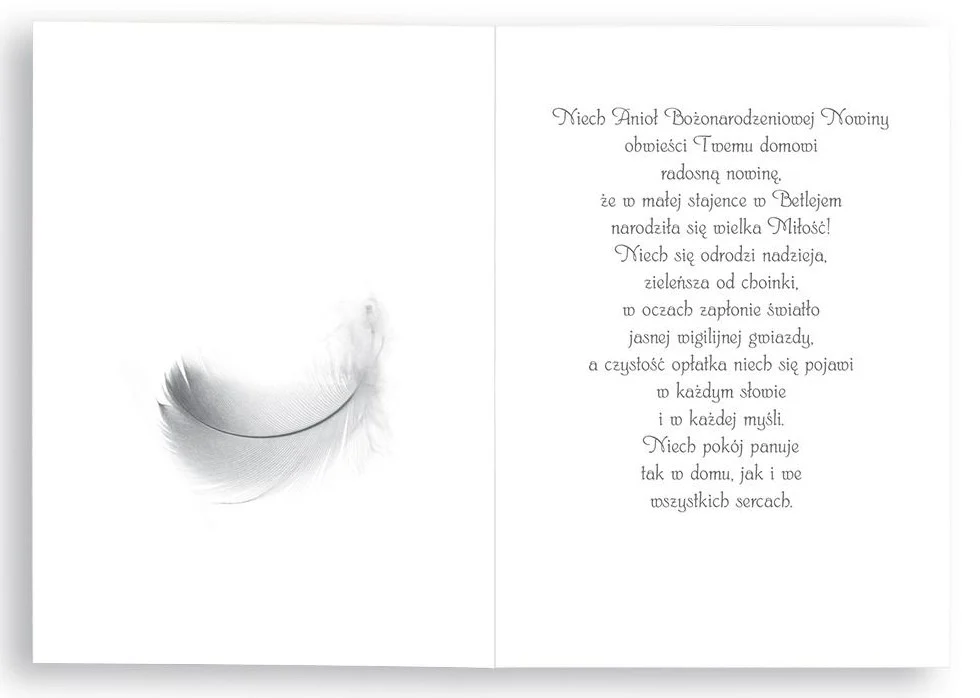 Niech Anioł Bożonarodzeniowej Nowiny
obwieści Twemu domowi
radosną nowinę,
że w małej stajence w Betlejem
narodziła się wielka Miłość!
Niech się odrodzi nadzieja,
zieleńsza od choinki,
w oczach zapłonie światło
jasnej wigilijnej gwiazdy,
a czystość opłatka niech się pojawi
w każdym słowie
i w każdej myśli.
Niech pokój panuje
tak w domu, jak i we
wszystkich sercach.